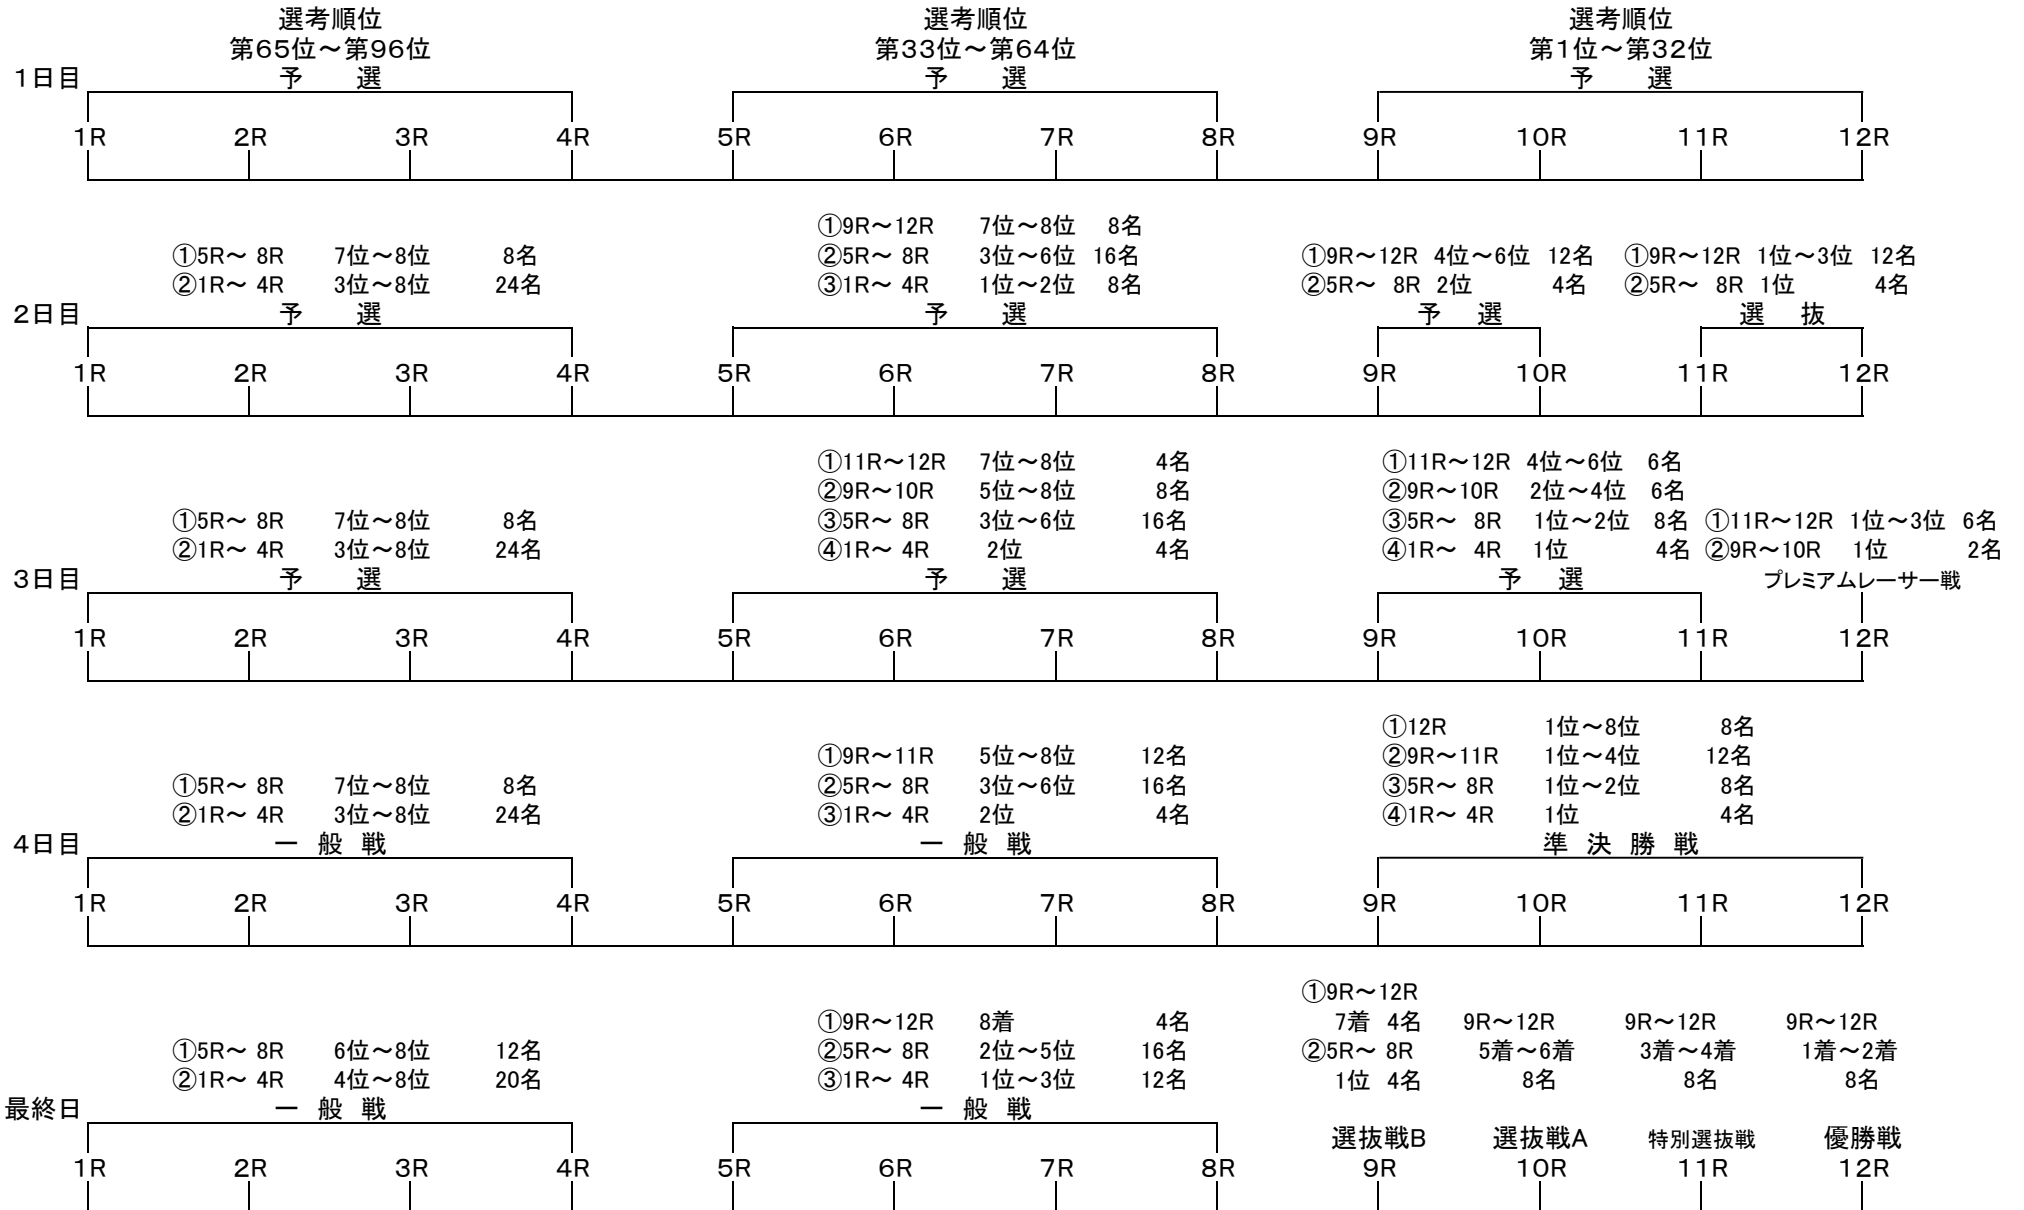 選考順位 選考順位 選考順位
第65位～第96位 第33位～第64位 第1位～第32位
1日目 予　選 予　選 予　選
1R 2R 3R 4R 5R 6R 7R 8R 9R 10R 11R 12R
①9R～12R 7位～8位 8名
①5R～ 8R 7位～8位 8名 ②5R～ 8R 3位～6位 16名 ①9R～12R 4位～6位 12名 ①9R～12R 1位～3位 12名
②1R～ 4R 3位～8位 24名 ③1R～ 4R 1位～2位 8名 ②5R～ 8R 2位 4名 ②5R～ 8R 1位 4名
2日目 予　選 予　選 予　選 選　抜
1R 2R 3R 4R 5R 6R 7R 8R 9R 10R 11R 12R
①11R～12R 7位～8位 4名 ①11R～12R 4位～6位 6名
②9R～10R 5位～8位 8名 ②9R～10R 2位～4位 6名
①5R～ 8R 7位～8位 8名 ③5R～ 8R 3位～6位 16名 ③5R～ 8R 1位～2位 8名 ①11R～12R 1位～3位 6名
②1R～ 4R 3位～8位 24名 ④1R～ 4R 2位 4名 ④1R～ 4R 1位 4名 ②9R～10R 1位 2名
3日目 予　選 予　選 予　選 プレミアムレーサー戦
1R 2R 3R 4R 5R 6R 7R 8R 9R 10R 11R 12R
①12R 1位～8位 8名
①9R～11R 5位～8位 12名 ②9R～11R 1位～4位 12名
①5R～ 8R 7位～8位 8名 ②5R～ 8R 3位～6位 16名 ③5R～ 8R 1位～2位 8名
②1R～ 4R 3位～8位 24名 ③1R～ 4R 2位 4名 ④1R～ 4R 1位 4名
4日目 一 般 戦 一 般 戦 準 決 勝 戦
1R 2R 3R 4R 5R 6R 7R 8R 9R 10R 11R 12R
①9R～12R
①9R～12R 8着 4名 7着 4名 9R～12R 9R～12R 9R～12R
①5R～ 8R 6位～8位 12名 ②5R～ 8R 2位～5位 16名 ②5R～ 8R 5着～6着 3着～4着 1着～2着
②1R～ 4R 4位～8位 20名 ③1R～ 4R 1位～3位 12名 1位 4名 8名 8名 8名
最終日 一 般 戦 一 般 戦
選抜戦B 選抜戦A 特別選抜戦 優勝戦
1R 2R 3R 4R 5R 6R 7R 8R 9R 10R 11R 12R